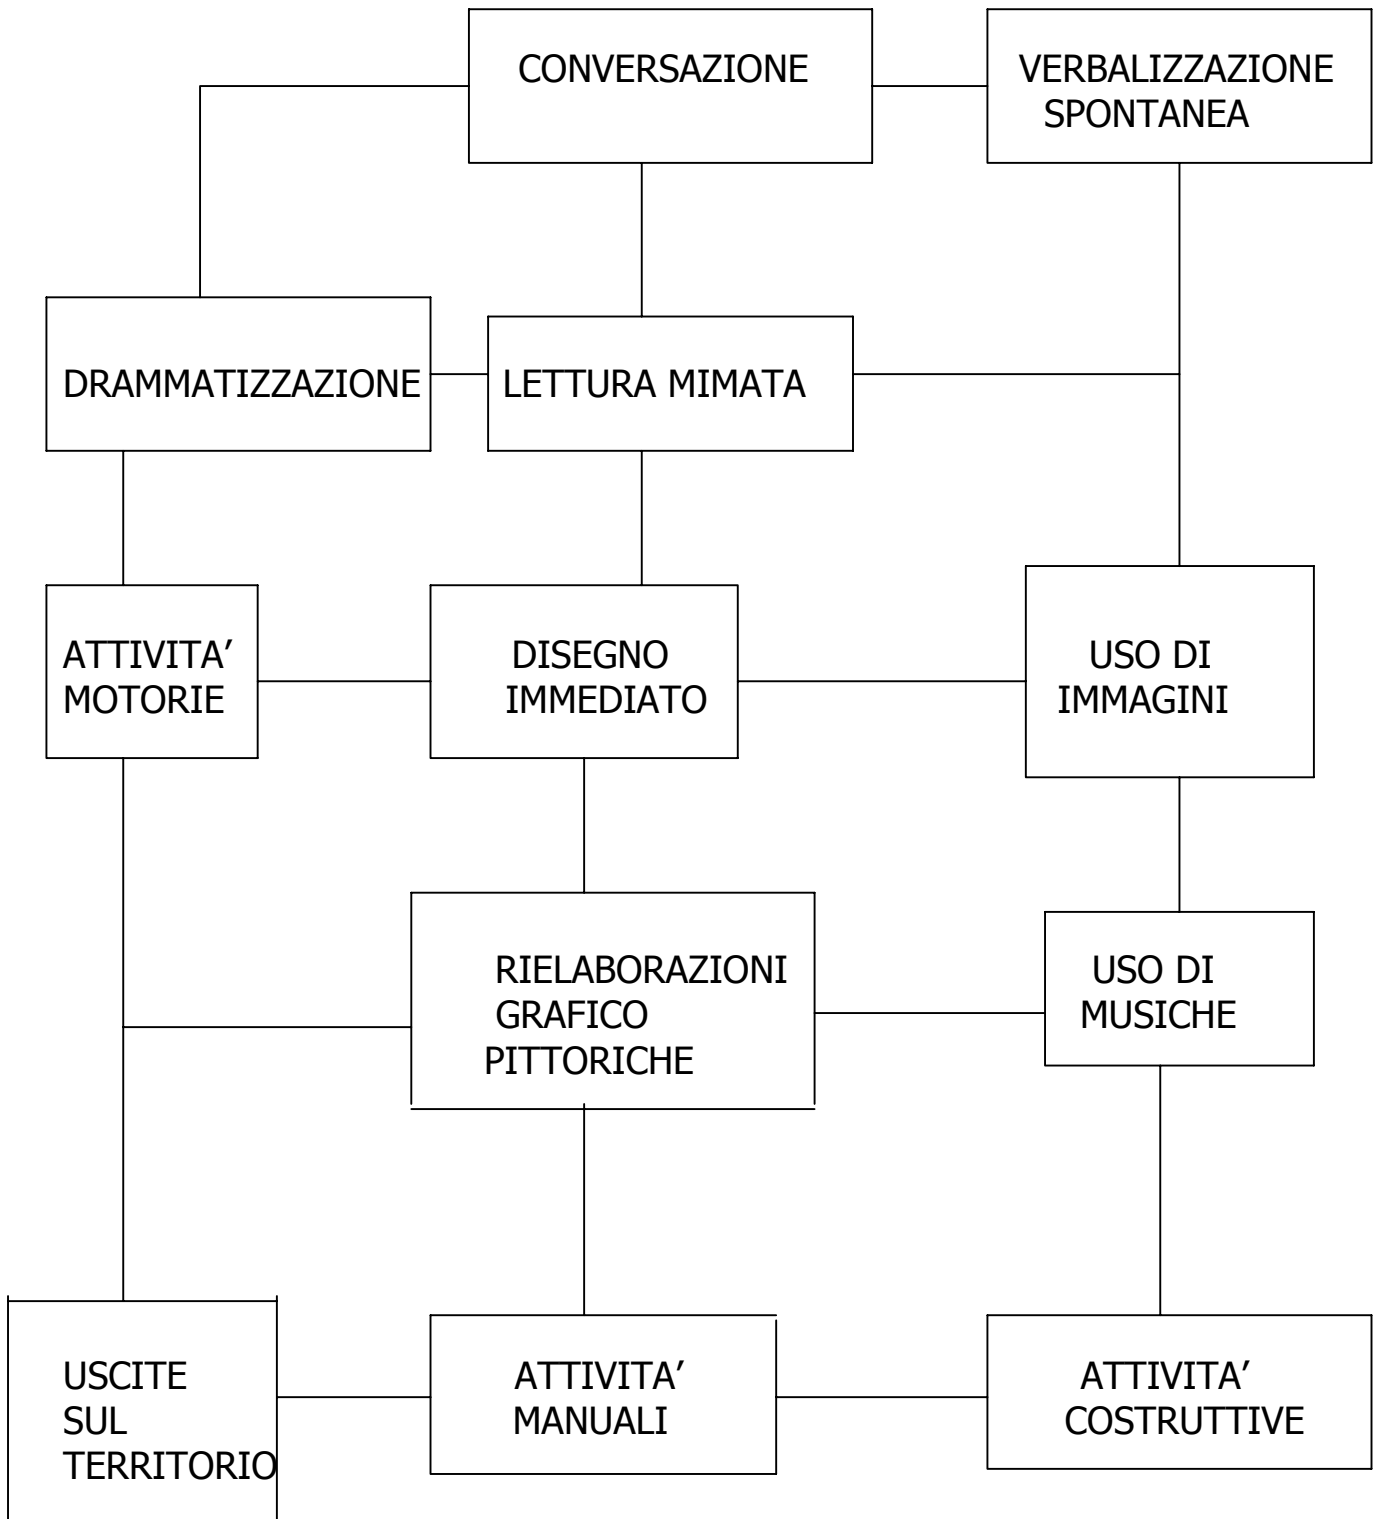 CONVERSAZIONE
VERBALIZZAZIONE
SPONTANEA
DRAMMATIZZAZIONE
LETTURA MIMATA
ATTIVITA’
MOTORIE
DISEGNO
IMMEDIATO
USO DI
IMMAGINI
RIELABORAZIONI
GRAFICO
PITTORICHE
USO DI
MUSICHE
USCITE
SUL
TERRITORIO
ATTIVITA’
MANUALI
ATTIVITA’
COSTRUTTIVE